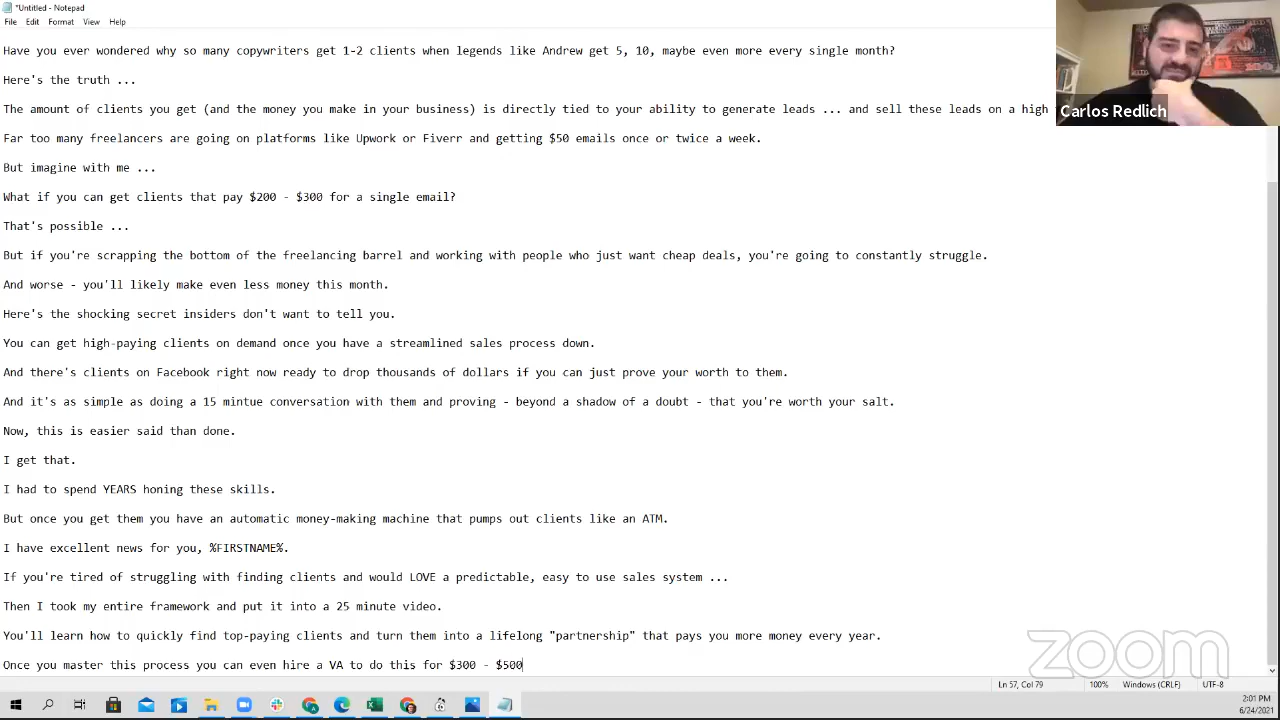 *Untitled - Notepad
File Edit Format View Help
Have you ever wondered why so many copywriters get 1-2 clients when legends like Andrew get 5, 10, maybe even more every single month?
Here's the truth ...
The amount of clients you get (and the money you make in your business) is directly tied to your ability to generate leads ... and sell these leads on a high
Far too many freelancers are going on platforms like Upwork or Fiverr and getting $50 emails once or twice a week.
But imagine with me ...
What if you can get clients that pay $200 - $300 for a single email?
That's possible ...
But if you're scrapping the bottom of the freelancing barrel and working with people who just want cheap deals, you're going to constantly struggle.
And worse - you'll likely make even less money this month.
Here's the shocking secret insiders don't want to tell you.
You can get high-paying clients on demand once you have a streamlined sales process down.
And there's clients on Facebook right now ready to drop thousands of dollars if you can just prove your worth to them.
And it's as simple as doing a 15 mintue conversation with them and proving - beyond a shadow of a doubt - that you're worth your salt.
Now, this is easier said than done.
I get that.
I had to spend YEARS honing these skills.
But once you get them you have an automatic money-making machine that pumps out clients like an ATM.
I have excellent news for you, %FIRSTNAME%.
If you're tired of struggling with finding clients and would LOVE a predictable, easy to use sales system ...
Then I took my entire framework and put it into a 25 minute video.
You'll learn how to quickly find top-paying clients and turn them into a lifelong "partnership" that pays you more money every year.
Once you master this process you can even hire a VA to do this for $300 - $500
Carlos Redlich
zoom
Ln 57, Col 79 100% Windows (CRLF) UTF-8
2:01 PM
6/24/2021